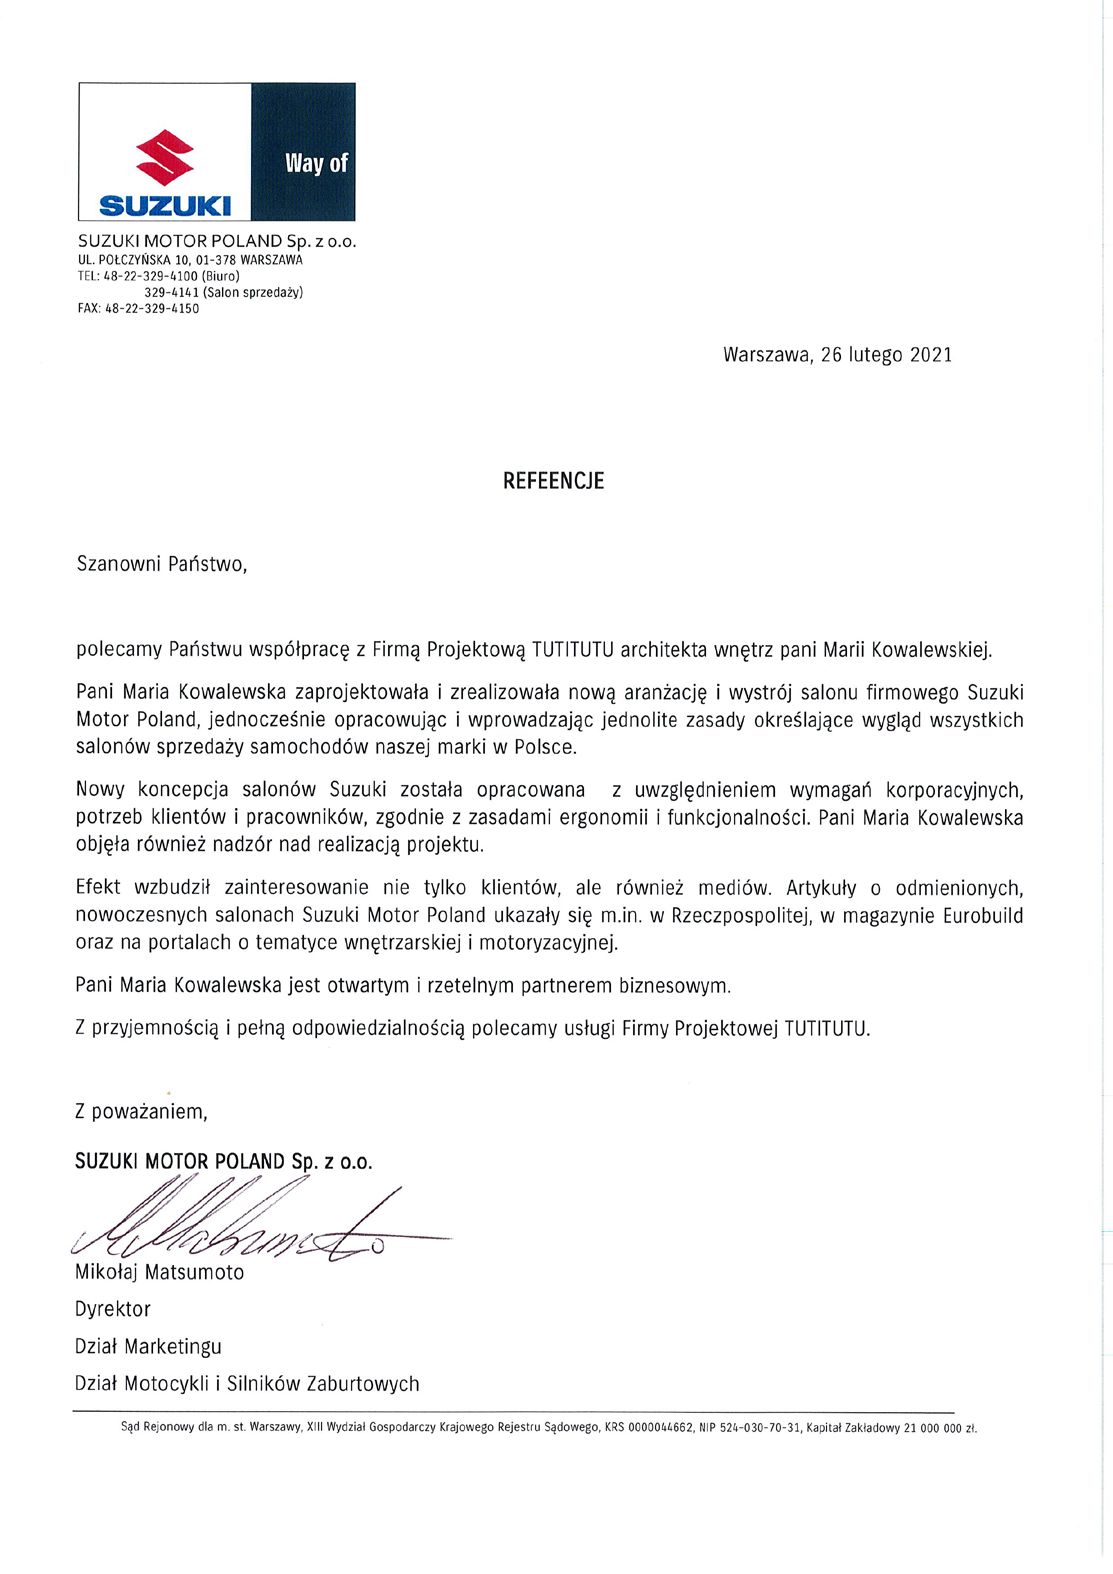 Way of
SUZUKI
SUZUKI MOTOR POLAND Sp. z o.o.
UL. POŁCZYŃSKA 10, 01-378 WARSZAWA
TEL: 48-22-329-4100 (Biuro)
329-4141 (Salon sprzedaży)
FAX: 48-22-329-4150
Warszawa, 26 lutego 2021
REFEENCJE
Szanowni Państwo,
polecamy Państwu współpracę z Firmą Projektową TUTITUTU architekta wnętrz pani Marii Kowalewskiej.
Pani Maria Kowalewska zaprojektowała i zrealizowała nową aranżację i wystrój salonu firmowego Suzuki
Motor Poland, jednocześnie opracowując i wprowadzając jednolite zasady określające wygląd wszystkich
salonów sprzedaży samochodów naszej marki w Polsce.
Nowy koncepcja salonów Suzuki została opracowana z uwzględnieniem wymagań korporacyjnych,
potrzeb klientów i pracowników, zgodnie z zasadami ergonomii i funkcjonalności. Pani Maria Kowalewska
objęła również nadzór nad realizacją projektu.
Efekt wzbudził zainteresowanie nie tylko klientów, ale również mediów. Artykuły o odmienionych,
nowoczesnych salonach Suzuki Motor Poland ukazały się m.in. w Rzeczpospolitej, w magazynie Eurobuild
oraz na portalach o tematyce wnętrzarskiej i motoryzacyjnej.
Pani Maria Kowalewska jest otwartym i rzetelnym partnerem biznesowym.
Z przyjemnością i pełną odpowiedzialnością polecamy usługi Firmy Projektowej TUTITUTU.
Z poważaniem,
SUZUKI MOTOR POLAND Sp. z o.o.
M. Matsumoto
Mikołaj Matsumoto
Dyrektor
Dział Marketingu
Dział Motocykli i Silników Zaburtowych
Sąd Rejonowy dla m. st. Warszawy, XIII Wydział Gospodarczy Krajowego Rejestru Sądowego, KRS 0000044662, NIP 524-030-70-31, Kapitał Zakładowy 21 000 000 zł.